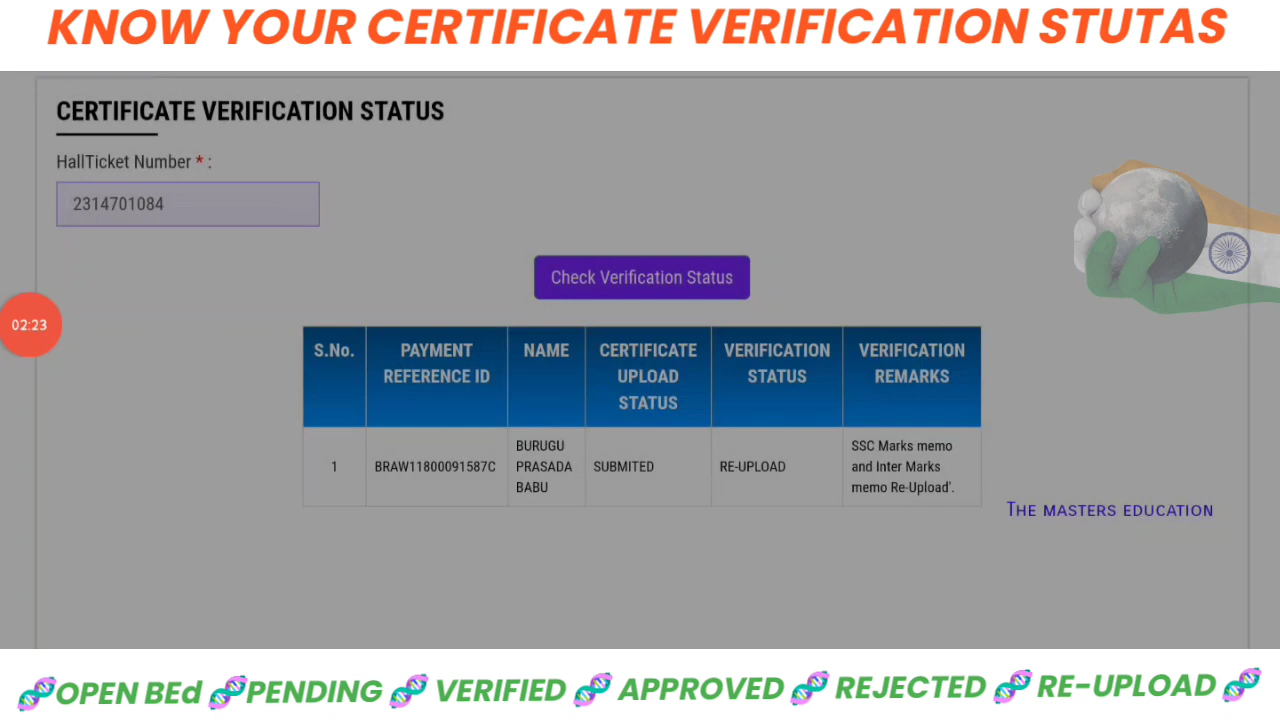 KNOW YOUR CERTIFICATE VERIFICATION STUTAS
CERTIFICATE VERIFICATION STATUS
HallTicket Number * :
2314701084
Check Verification Status
02:23
S.No.
PAYMENT
REFERENCE ID
NAME
CERTIFICATE
UPLOAD
STATUS
VERIFICATION
STATUS
VERIFICATION
REMARKS
1
BRAW11800091587C
BURUGU
PRASADA
BABU
SUBMITED
RE-UPLOAD
SSC Marks memo
and Inter Marks
memo Re-Upload'.
THE MASTERS EDUCATION
OPEN BEd PENDING VERIFIED APPROVED REJECTED RE-UPLOAD